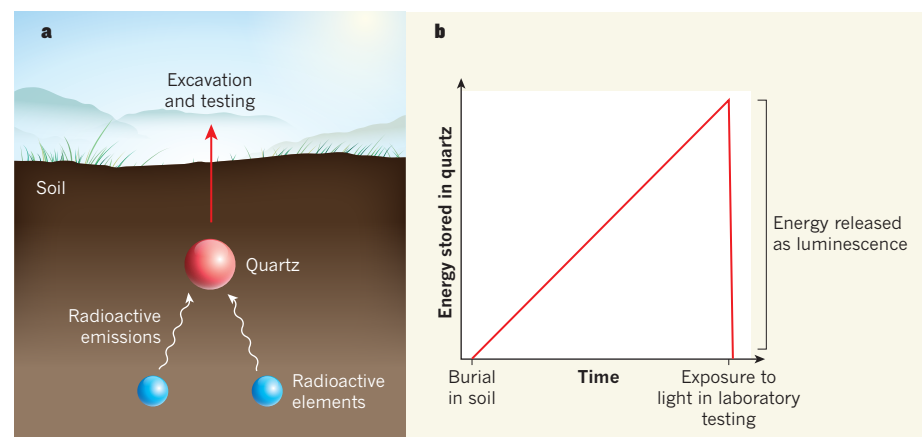 a
Excavation
and testing
Soil
Quartz
Radioactive
emissions
Radioactive
elements
b
Energy stored in quartz
Energy released
as luminescence
Burial
in soil
Time
Exposure to
light in laboratory
testing